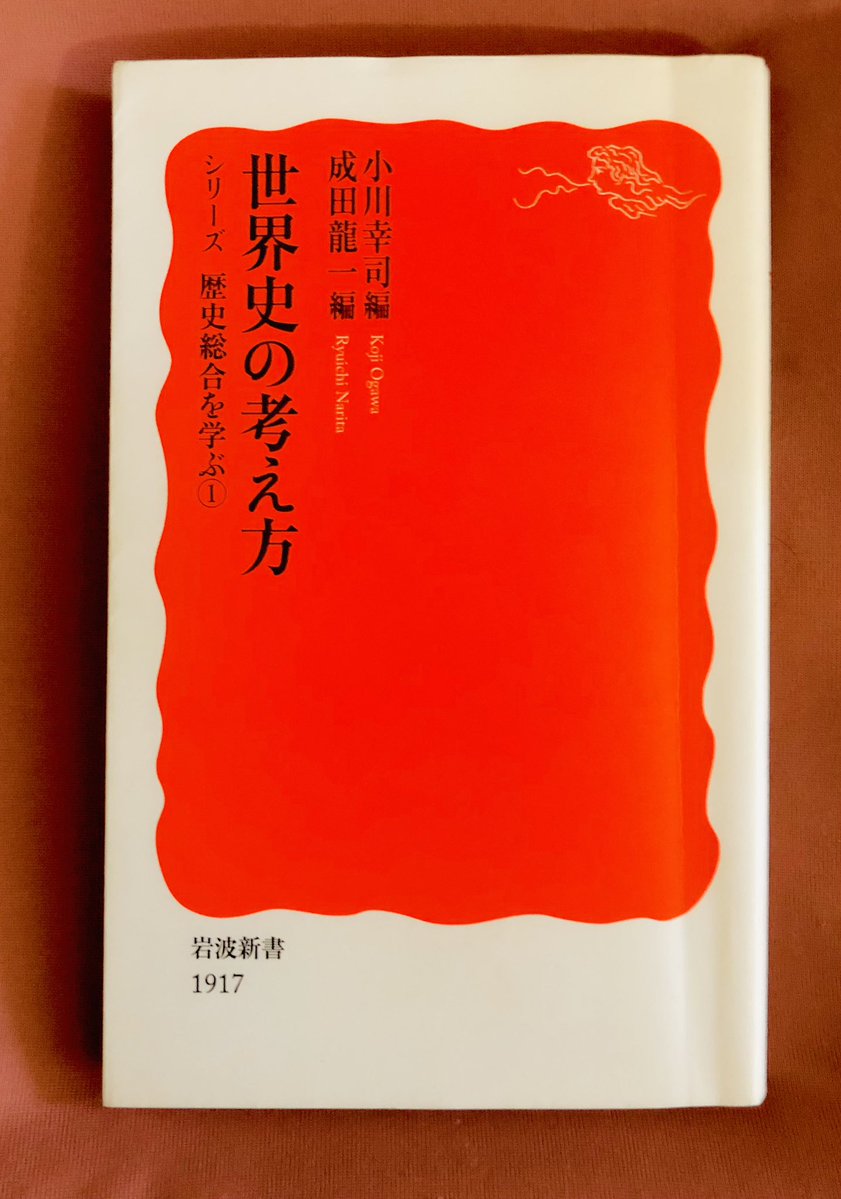 小川幸司編 Koji Ogawa
成田龍一編 Ryuichi Narita
世界史の考え方
シリーズ 歴史総合を学ぶ①
岩波新書
1917